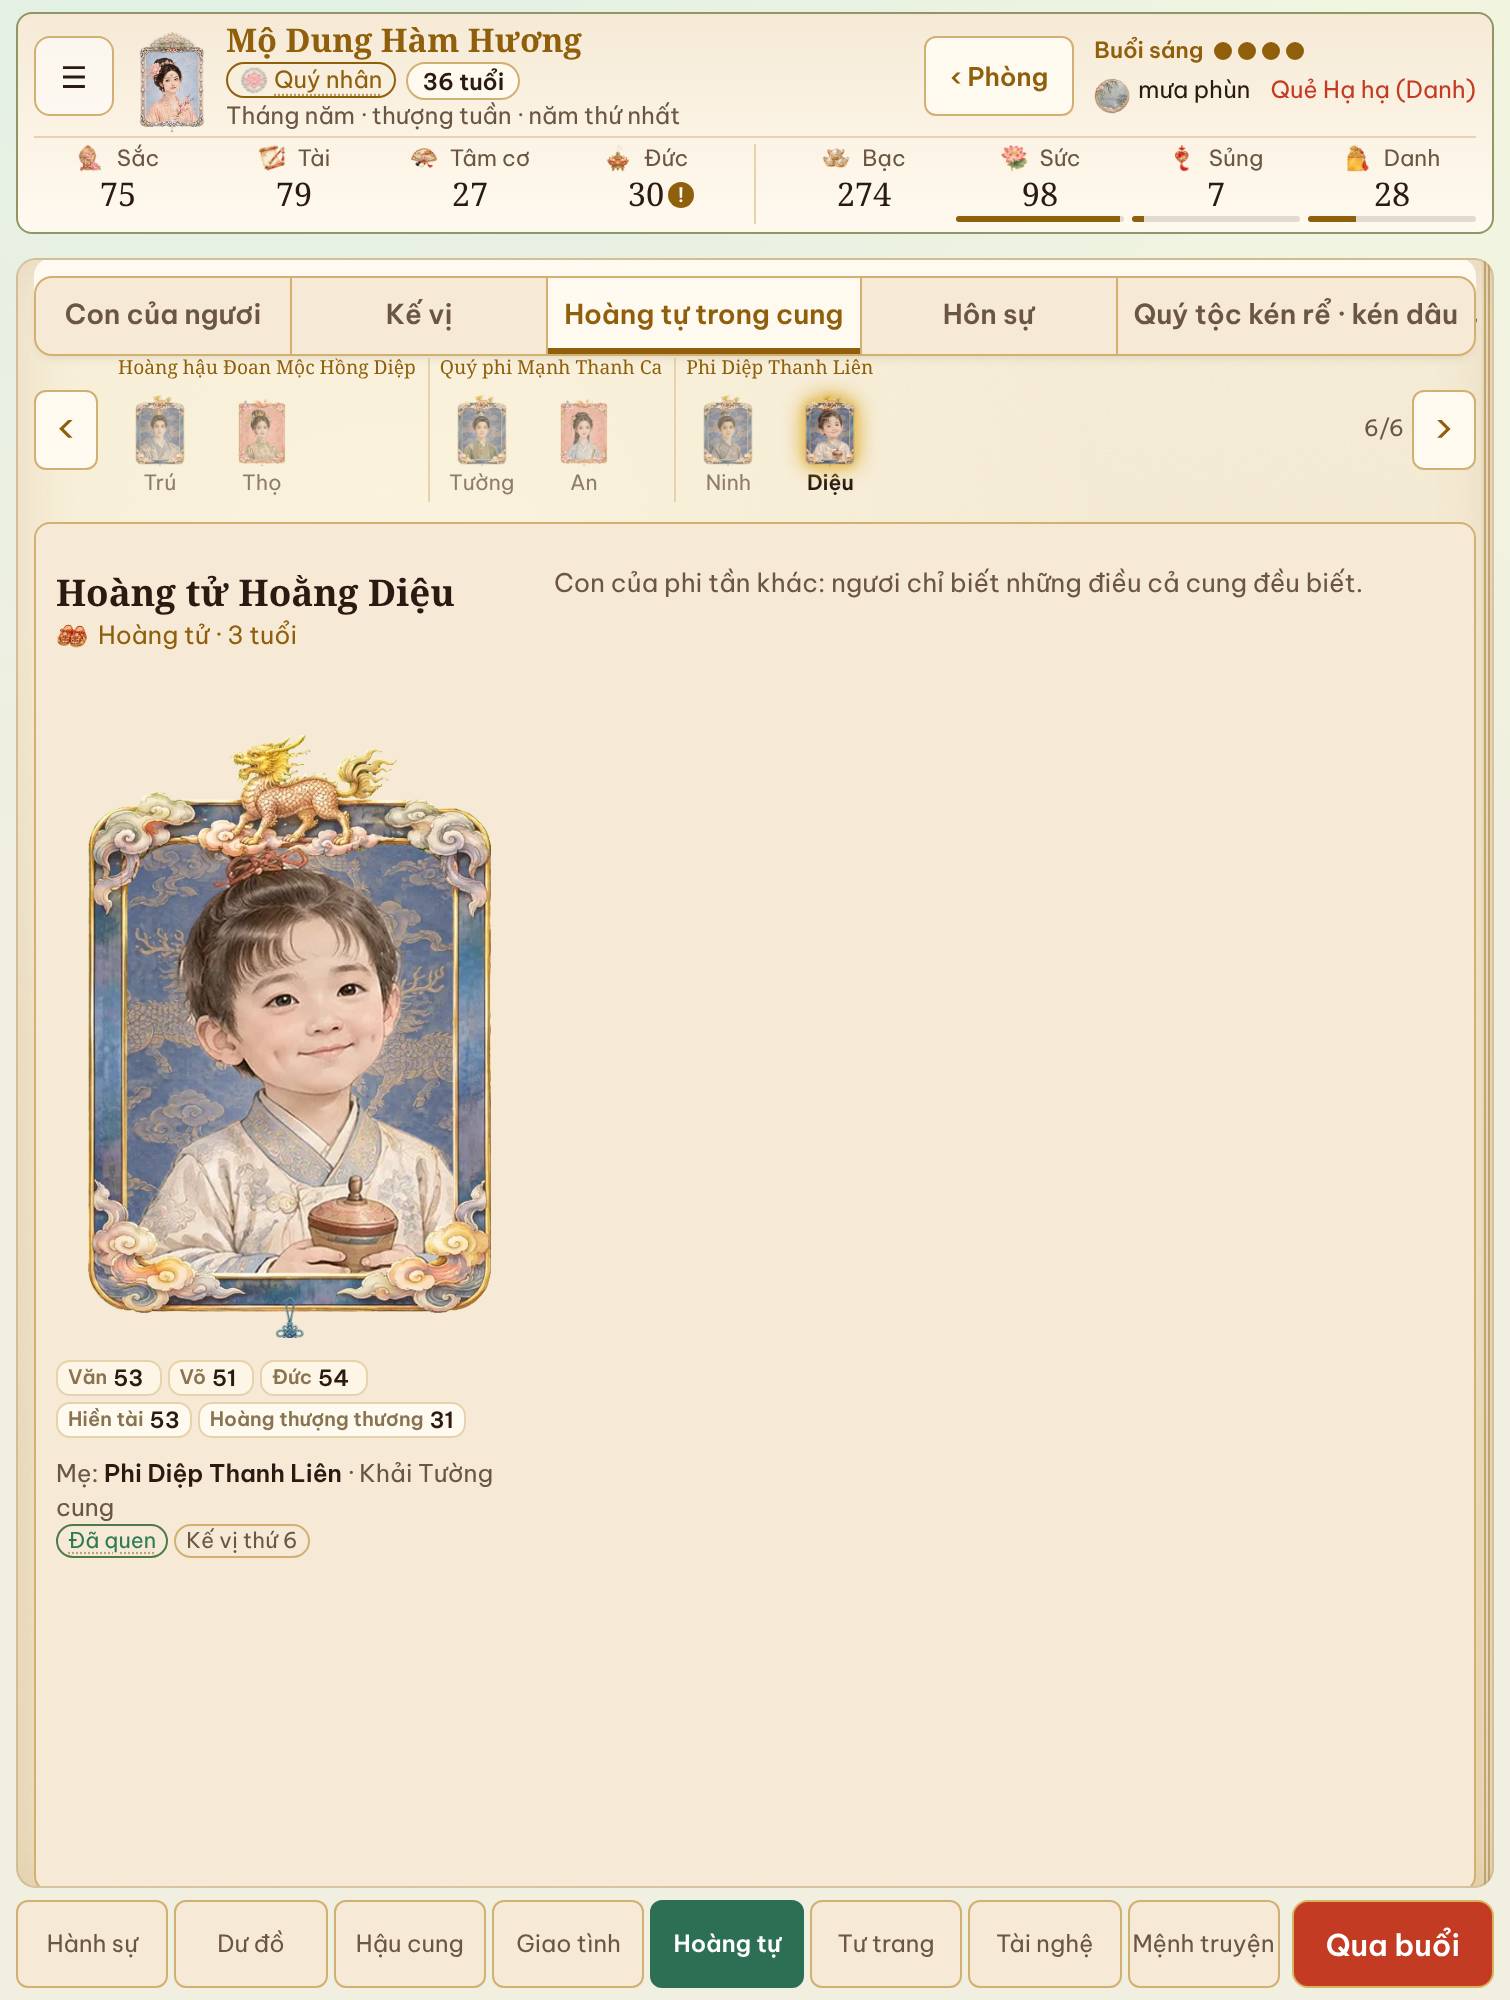 Mộ Dung Hàm Hương
Quý nhân
36 tuổi
Tháng năm · thượng tuần · năm thứ nhất
‹ Phòng
Buổi sáng
mưa phùn
Quẻ Hạ hạ (Danh)
Sắc Tài Tâm cơ Đức Bạc Sức Sủng Danh
75 79 27 30 ! 274 98 7 28
Con của ngươi
Kế vị
Hoàng tự trong cung
Hôn sự
Quý tộc kén rể · kén dâu
Hoàng hậu Đoan Mộc Hồng Diệp
Quý phi Mạnh Thanh Ca
Phi Diệp Thanh Liên
6/6
Trú
Thọ
Tường
An
Ninh
Diệu
Hoàng tử Hoằng Diệu
Hoàng tử · 3 tuổi
Con của phi tần khác: ngươi chỉ biết những điều cả cung đều biết.
Văn 53 Võ 51 Đức 54
Hiền tài 53 Hoàng thượng thương 31
Mẹ: Phi Diệp Thanh Liên · Khải Tường
cung
Đã quen
Kế vị thứ 6
Hành sự
Dư đồ
Hậu cung
Giao tình
Hoàng tự
Tư trang
Tài nghệ
Mệnh truyện
Qua buổi